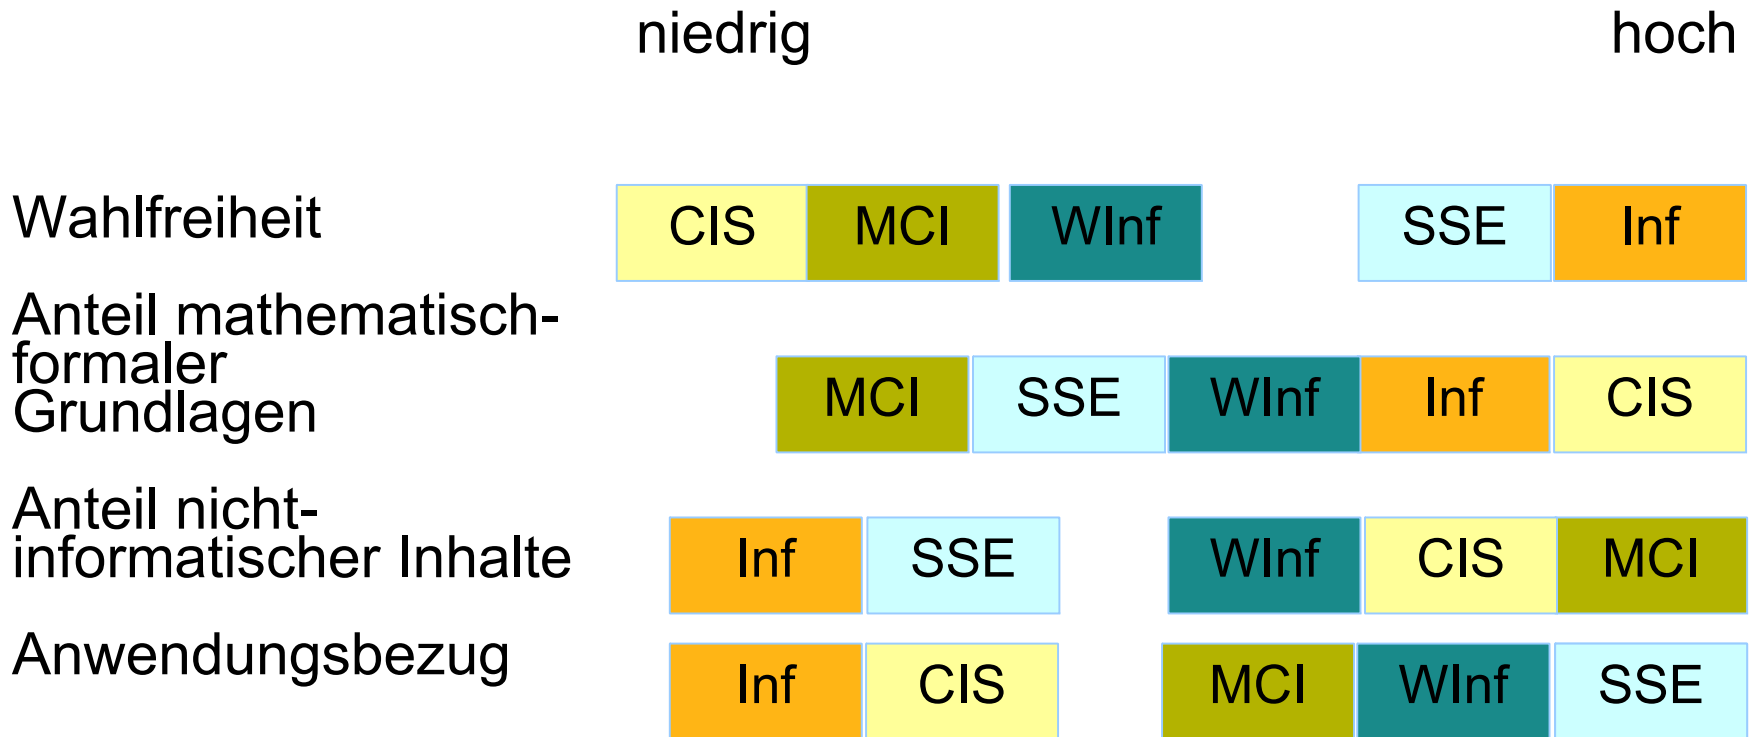 niedrig hoch
Wahlfreiheit CIS MCI WInf SSE Inf
Anteil mathematisch-
formaler
Grundlagen MCI SSE WInf Inf CIS
Anteil nicht-
informatischer Inhalte Inf SSE WInf CIS MCI
Anwendungsbezug Inf CIS MCI WInf SSE